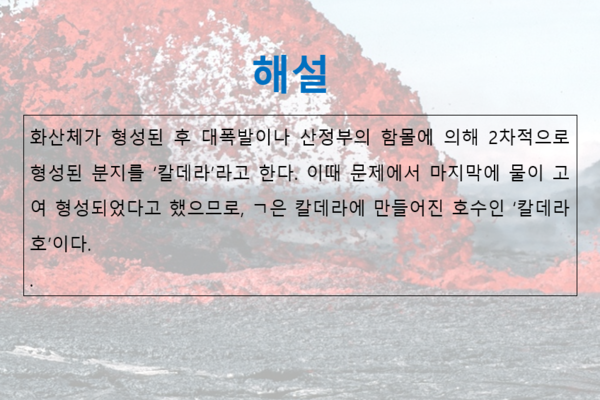 해설
화산체가 형성된 후 대폭발이나 산정부의 함몰에 의해 2차적으로
형성된 분지를 '칼데라'라고 한다. 이때 문제에서 마지막에 물이 고
여 형성되었다고 했으므로, ㄱ은 칼데라에 만들어진 호수인 '칼데라
호'이다.
.